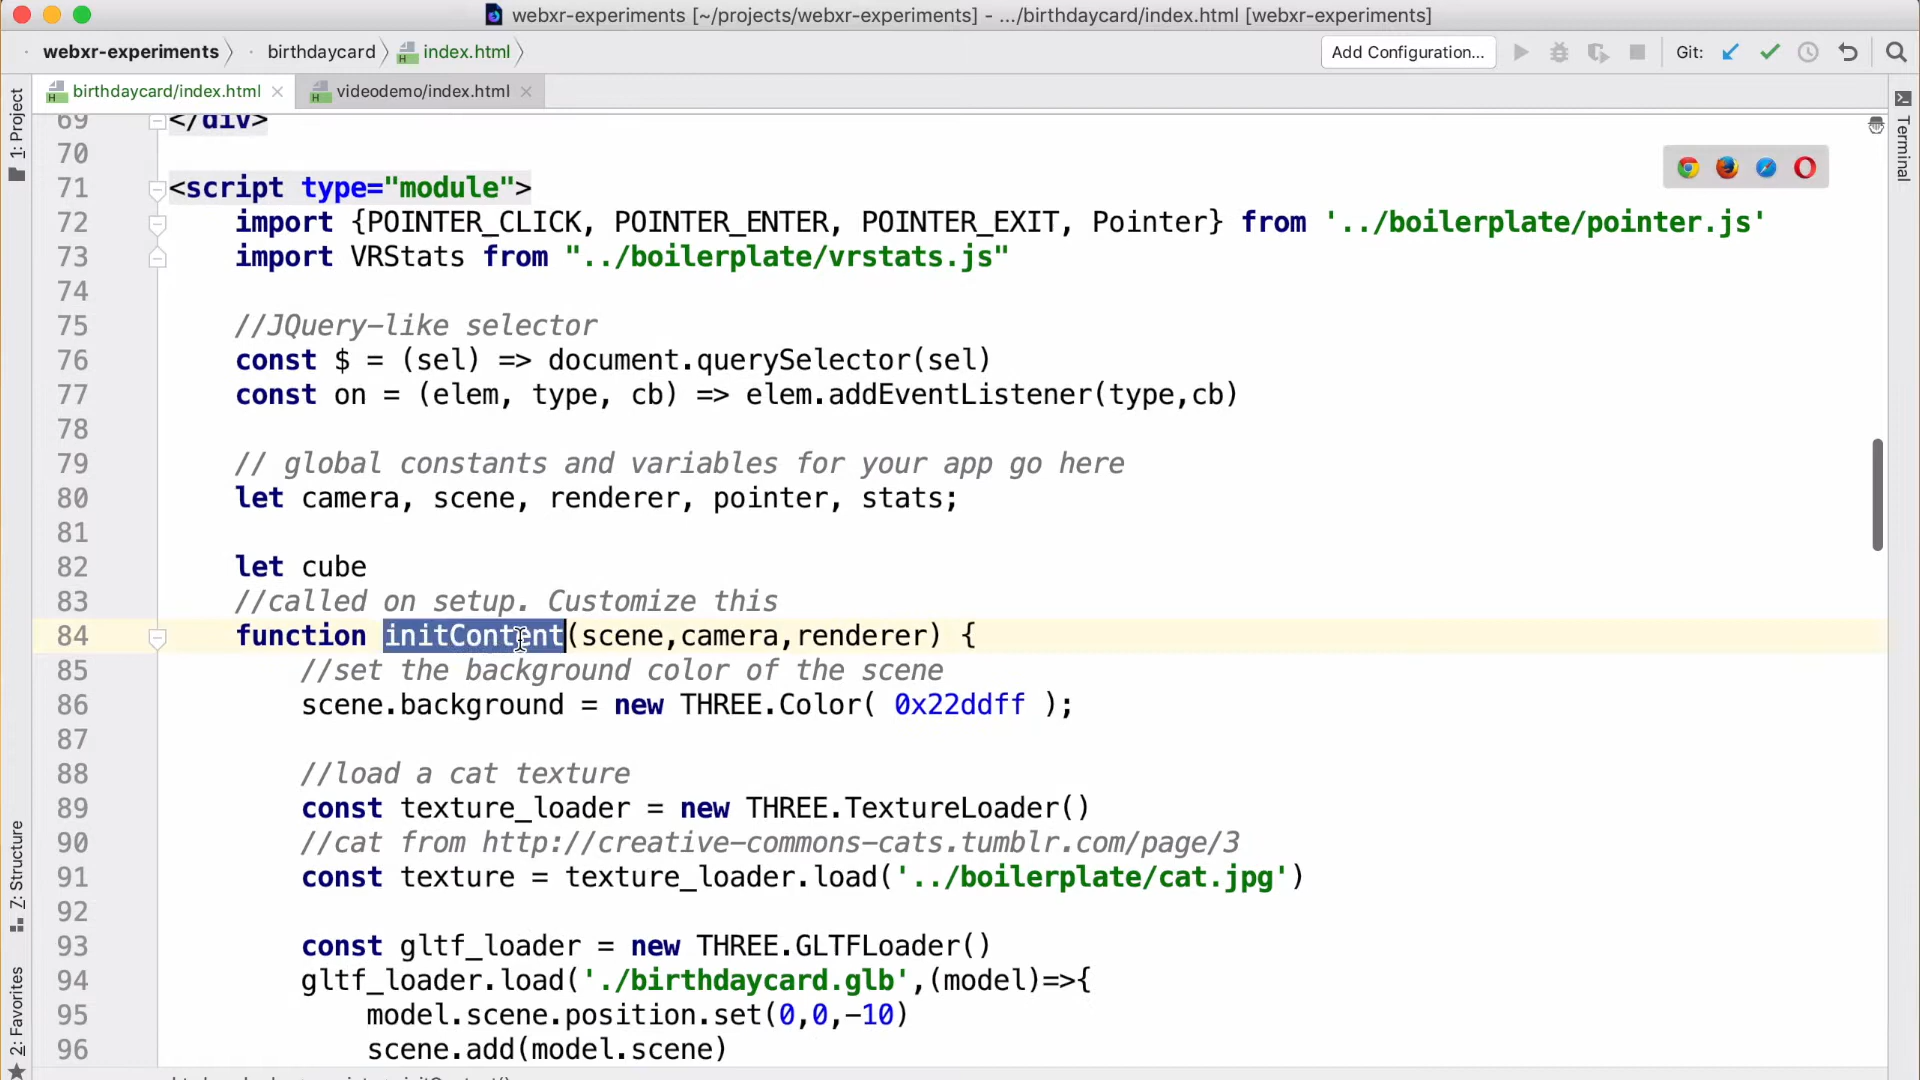 webxr-experiments [~/projects/webxr-experiments] - .../birthdaycard/index.html [webxr-experiments]
webxr-experiments birthdaycard index.html Add Configuration... Git:
birthdaycard/index.html videodemo/index.html
1: Project
Terminal
69 </div>
70
71 <script type="module">
72 import {POINTER_CLICK, POINTER_ENTER, POINTER_EXIT, Pointer} from '../boilerplate/pointer.js'
73 import VRStats from "../boilerplate/vrstats.js"
74
75 //JQuery-like selector
76 const $ = (sel) => document.querySelector(sel)
77 const on = (elem, type, cb) => elem.addEventListener(type,cb)
78
79 // global constants and variables for your app go here
80 let camera, scene, renderer, pointer, stats;
81
82 let cube
83 //called on setup. Customize this
84 function initContent(scene,camera,renderer) {
85 //set the background color of the scene
86 scene.background = new THREE.Color( 0x22ddff );
87
88 //load a cat texture
89 const texture_loader = new THREE.TextureLoader()
90 //cat from http://creative-commons-cats.tumblr.com/page/3
91 const texture = texture_loader.load('../boilerplate/cat.jpg')
92
93 const gltf_loader = new THREE.GLTFLoader()
94 gltf_loader.load('./birthdaycard.glb',(model)=>{
95 model.scene.position.set(0,0,-10)
96 scene.add(model.scene)
7: Structure
2: Favorites